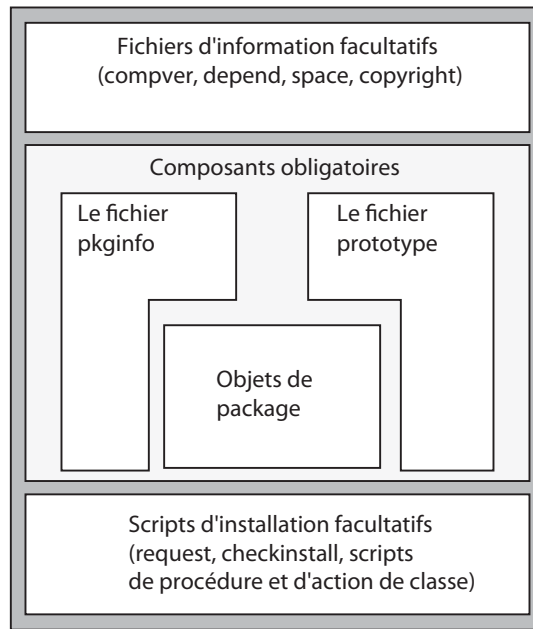 Fichiers d'information facultatifs
(compver, depend, space, copyright)
Composants obligatoires
Le fichier
pkginfo
Le fichier
prototype
Objets de
package
Scripts d'installation facultatifs
(request, checkinstall, scripts
de procédure et d'action de classe)